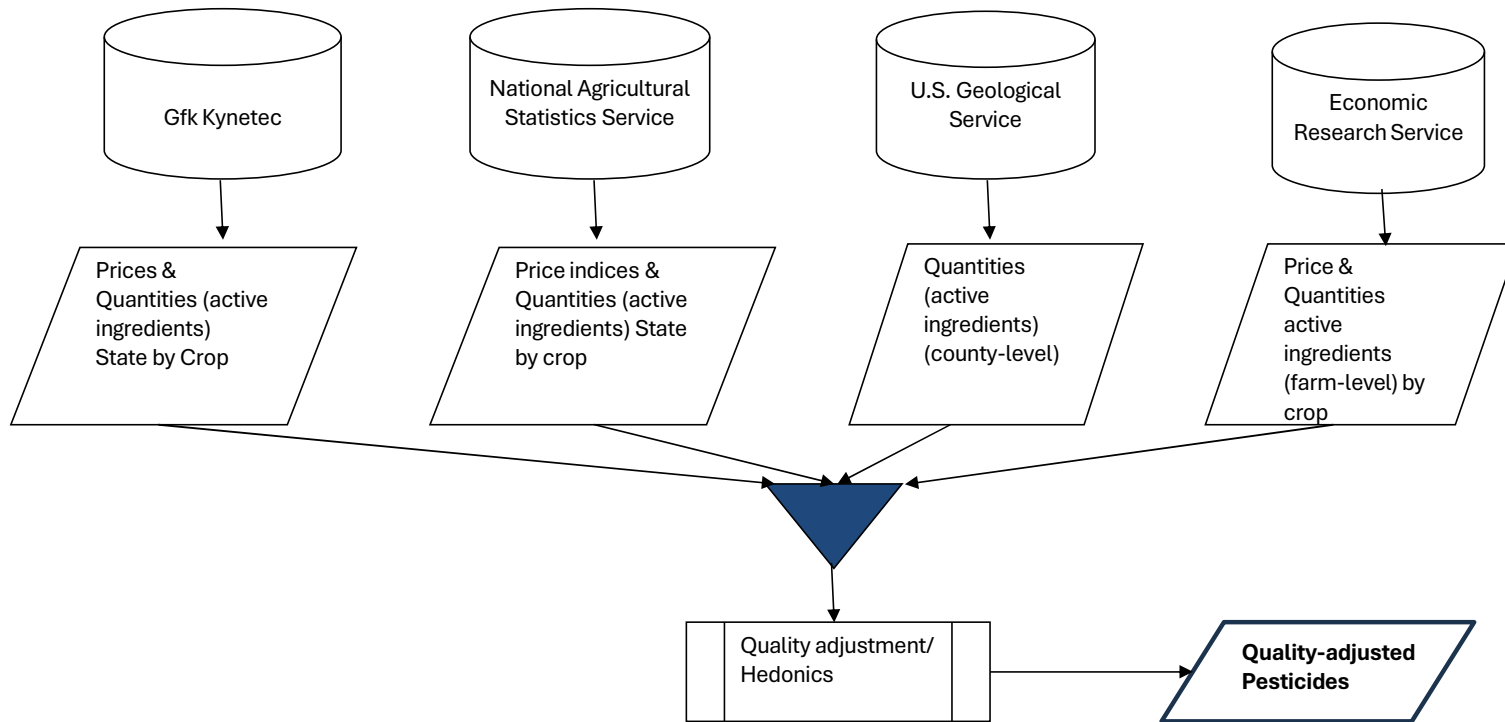 Gfk Kynetec
National Agricultural
Statistics Service
U.S. Geological
Service
Economic
Research Service
Prices &
Quantities (active
ingredients)
State by Crop
Price indices &
Quantities (active
ingredients) State
by crop
Quantities
(active
ingredients)
(county-level)
Price &
Quantities
active
ingredients
(farm-level) by
crop
Quality adjustment/
Hedonics
Quality-adjusted
Pesticides